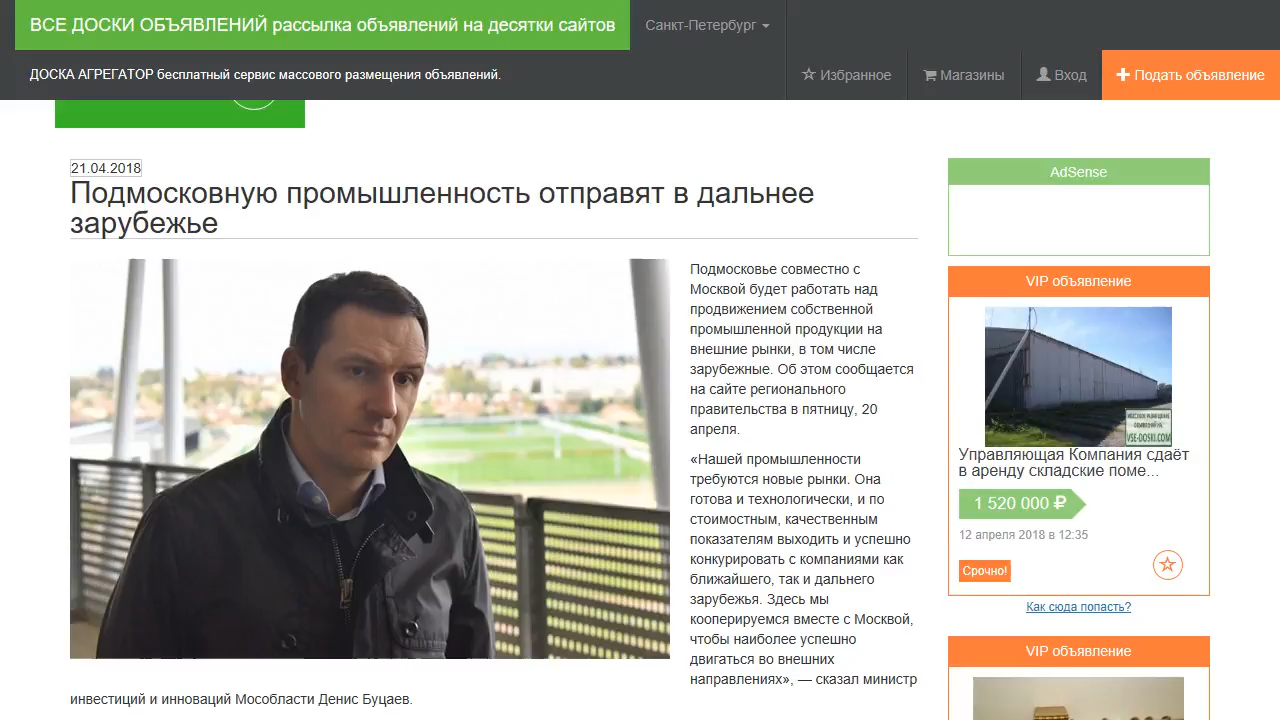 ВСЕ ДОСКИ ОБЪЯВЛЕНИЙ рассылка объявлений на десятки сайтов
Санкт-Петербург
ДОСКА АГРЕГАТОР бесплатный сервис массового размещения объявлений.
Избранное
Магазины
Вход
Подать объявление
21.04.2018
Подмосковную промышленность отправят в дальнее
зарубежье
Подмосковье совместно с
Москвой будет работать над
продвижением собственной
промышленной продукции на
внешние рынки, в том числе
зарубежные. Об этом сообщается
на сайте регионального
правительства в пятницу, 20
апреля.
«Нашей промышленности
требуются новые рынки. Она
готова и технологически, и по
стоимостным, качественным
показателям выходить и успешно
конкурировать с компаниями как
ближайшего, так и дальнего
зарубежья. Здесь мы
кооперируемся вместе с Москвой,
чтобы наиболее успешно
двигаться во внешних
направлениях», — сказал министр
инвестиций и инноваций Мособласти Денис Буцаев.
AdSense
VIP объявление
VSE-DOSKI.COM
Управляющая Компания сдаёт
в аренду складские поме...
1 520 000 ₽
12 апреля 2018 в 12:35
Срочно!
Как сюда попасть?
VIP объявление